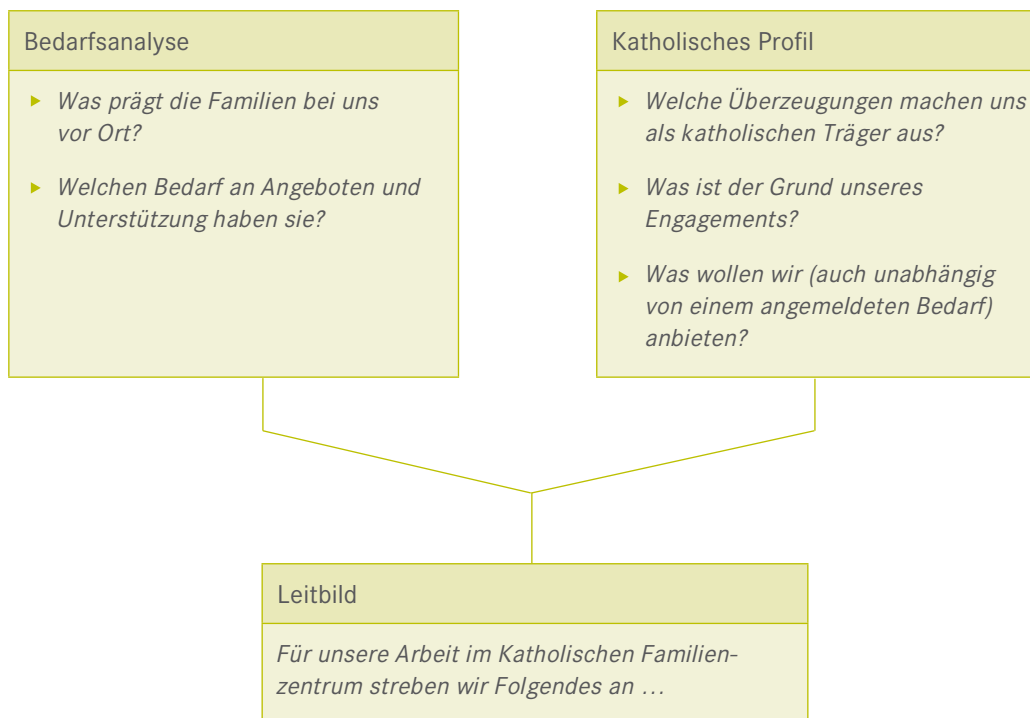 Bedarfsanalyse
▸ Was prägt die Familien bei uns
vor Ort?
▸ Welchen Bedarf an Angeboten und
Unterstützung haben sie?
Katholisches Profil
▸ Welche Überzeugungen machen uns
als katholischen Träger aus?
▸ Was ist der Grund unseres
Engagements?
▸ Was wollen wir (auch unabhängig
von einem angemeldeten Bedarf)
anbieten?
Leitbild
Für unsere Arbeit im Katholischen Familien-
zentrum streben wir Folgendes an …